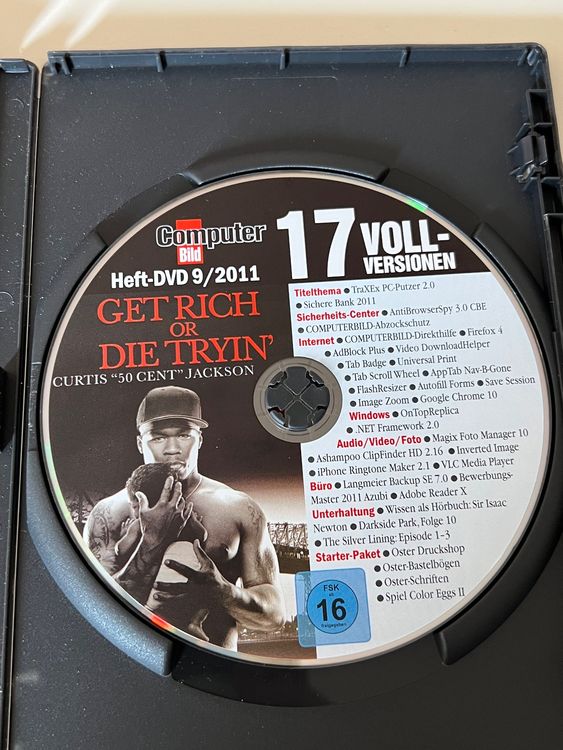 Computer
Bild
Heft-DVD 9/2011
GET RICH
OR
DIE TRYIN'
CURTIS "50 CENT" JACKSON
17 VOLL-
VERSIONEN
Titelthema ● TraXEx PC-Putzer 2.0
● Sichere Bank 2011
Sicherheits-Center ● AntiBrowserSpy 3.0 CBE
● COMPUTERBILD-Abzockschutz
Internet ● COMPUTERBILD-Direkthilfe ● Firefox 4
● AdBlock Plus ● Video DownloadHelper
● Tab Badge ● Universal Print
● Tab Scroll Wheel ● AppTab Nav-B-Gone
● FlashResizer ● Autofill Forms ● Save Session
● Image Zoom ● Google Chrome 10
Windows ● OnTopReplica
● .NET Framework 2.0
Audio/Video/Foto ● Magix Foto Manager 10
● Ashampoo ClipFinder HD 2.16 ● Inverted Image
● iPhone Ringtone Maker 2.1 ● VLC Media Player
Büro ● Langmeier Backup SE 7.0 ● Bewerbungs-
Master 2011 Azubi ● Adobe Reader X
Unterhaltung ● Wissen als Hörbuch: Sir Isaac
Newton ● Darkside Park, Folge 10
● The Silver Lining: Episode 1-3
Starter-Paket ● Oster Druckshop
● Oster-Bastelbögen
● Oster-Schriften
● Spiel Color Eggs II
FSK
ab
16
freigegeben